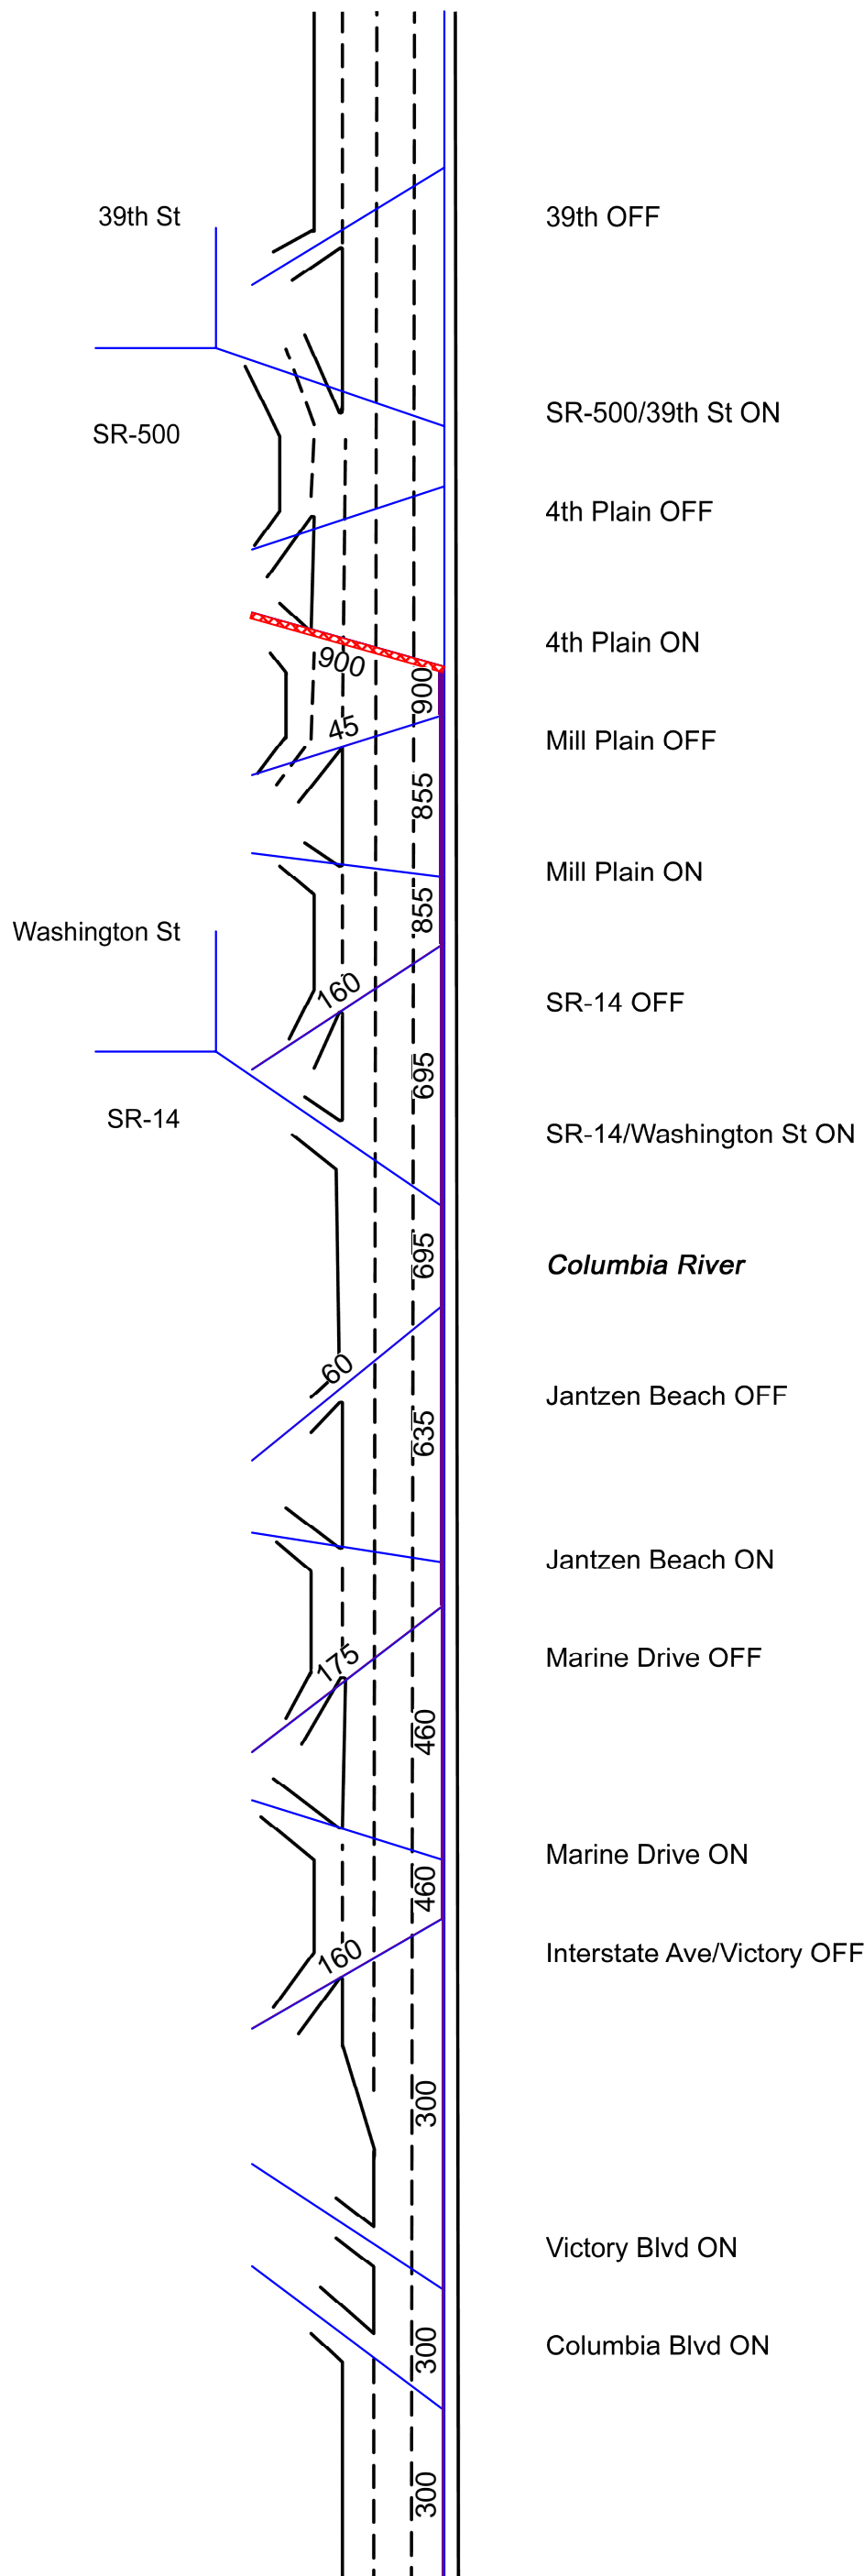 39th St
39th OFF
SR-500/39th St ON
SR-500
4th Plain OFF
4th Plain ON
900
900
45
Mill Plain OFF
855
Mill Plain ON
855
Washington St
160
SR-14 OFF
695
SR-14
SR-14/Washington St ON
695
Columbia River
60
Jantzen Beach OFF
635
Jantzen Beach ON
175
Marine Drive OFF
460
Marine Drive ON
460
160
Interstate Ave/Victory OFF
300
Victory Blvd ON
300
Columbia Blvd ON
300